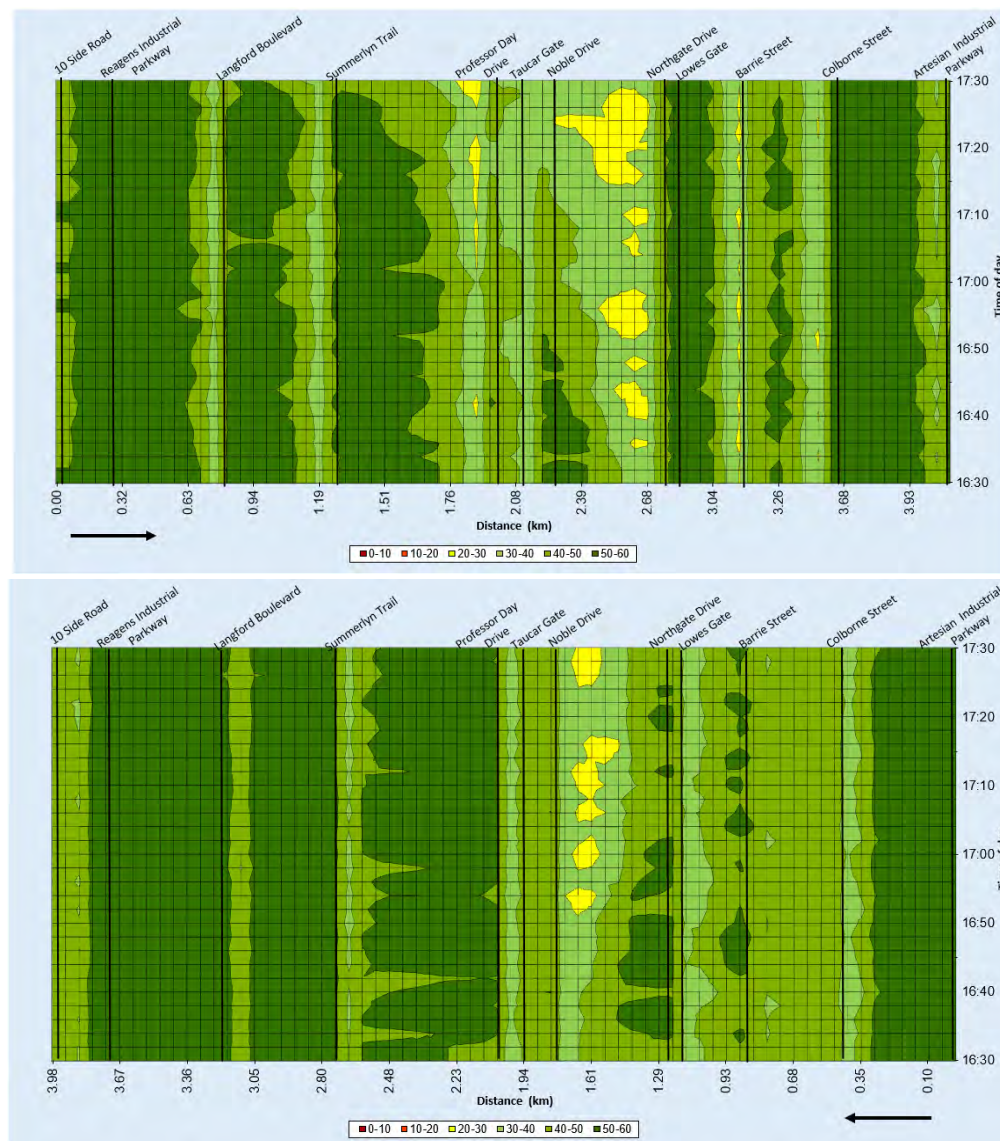 10 Side Road
Reagens Industrial
Parkway
Langford Boulevard
Summerlyn Trail
Professor Day
Drive
Taucar Gate
Noble Drive
Northgate Drive
Lowes Gate
Barrie Street
Colborne Street
Artesian Industrial
Parkway
17:30
17:20
17:10
17:00
16:50
16:40
16:30
Time of day
0.00 0.32 0.63 0.94 1.19 1.51 1.76 2.08 2.39 2.68 3.04 3.26 3.68 3.93
Distance (km)
0-10 10-20 20-30 30-40 40-50 50-60
10 Side Road
Reagens Industrial
Parkway
Langford Boulevard
Summerlyn Trail
Professor Day
Drive
Taucar Gate
Noble Drive
Northgate Drive
Lowes Gate
Barrie Street
Colborne Street
Artesian Industrial
Parkway
17:30
17:20
17:10
17:00
16:50
16:40
16:30
3.98 3.67 3.36 3.05 2.80 2.48 2.23 1.94 1.61 1.29 0.93 0.68 0.35 0.10
Distance (km)
0-10 10-20 20-30 30-40 40-50 50-60